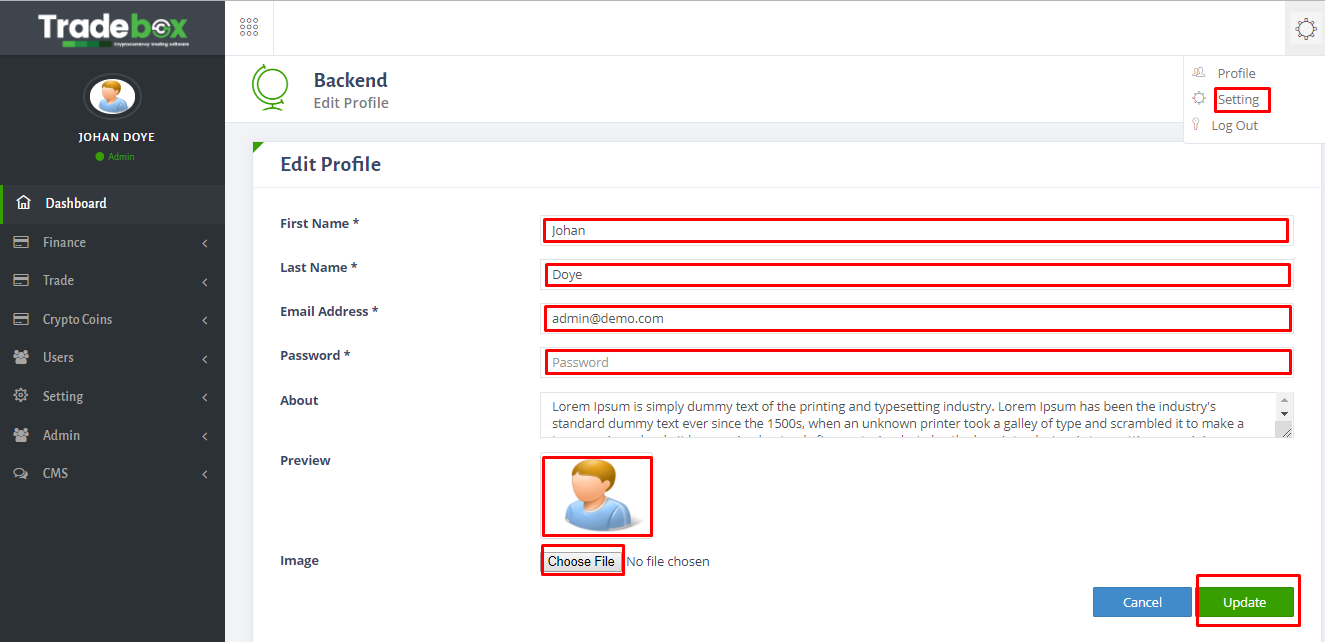 Tradebox
Cryptocurrency trading software
JOHAN DOYE
Admin
Dashboard
Finance
Trade
Crypto Coins
Users
Setting
Admin
CMS
Backend
Edit Profile
Profile
Setting
Log Out
Edit Profile
First Name *
Johan
Last Name *
Doye
Email Address *
admin@demo.com
Password *
Password
About
Lorem Ipsum is simply dummy text of the printing and typesetting industry. Lorem Ipsum has been the industry's
standard dummy text ever since the 1500s, when an unknown printer took a galley of type and scrambled it to make a
Preview
Image
Choose File No file chosen
Cancel
Update